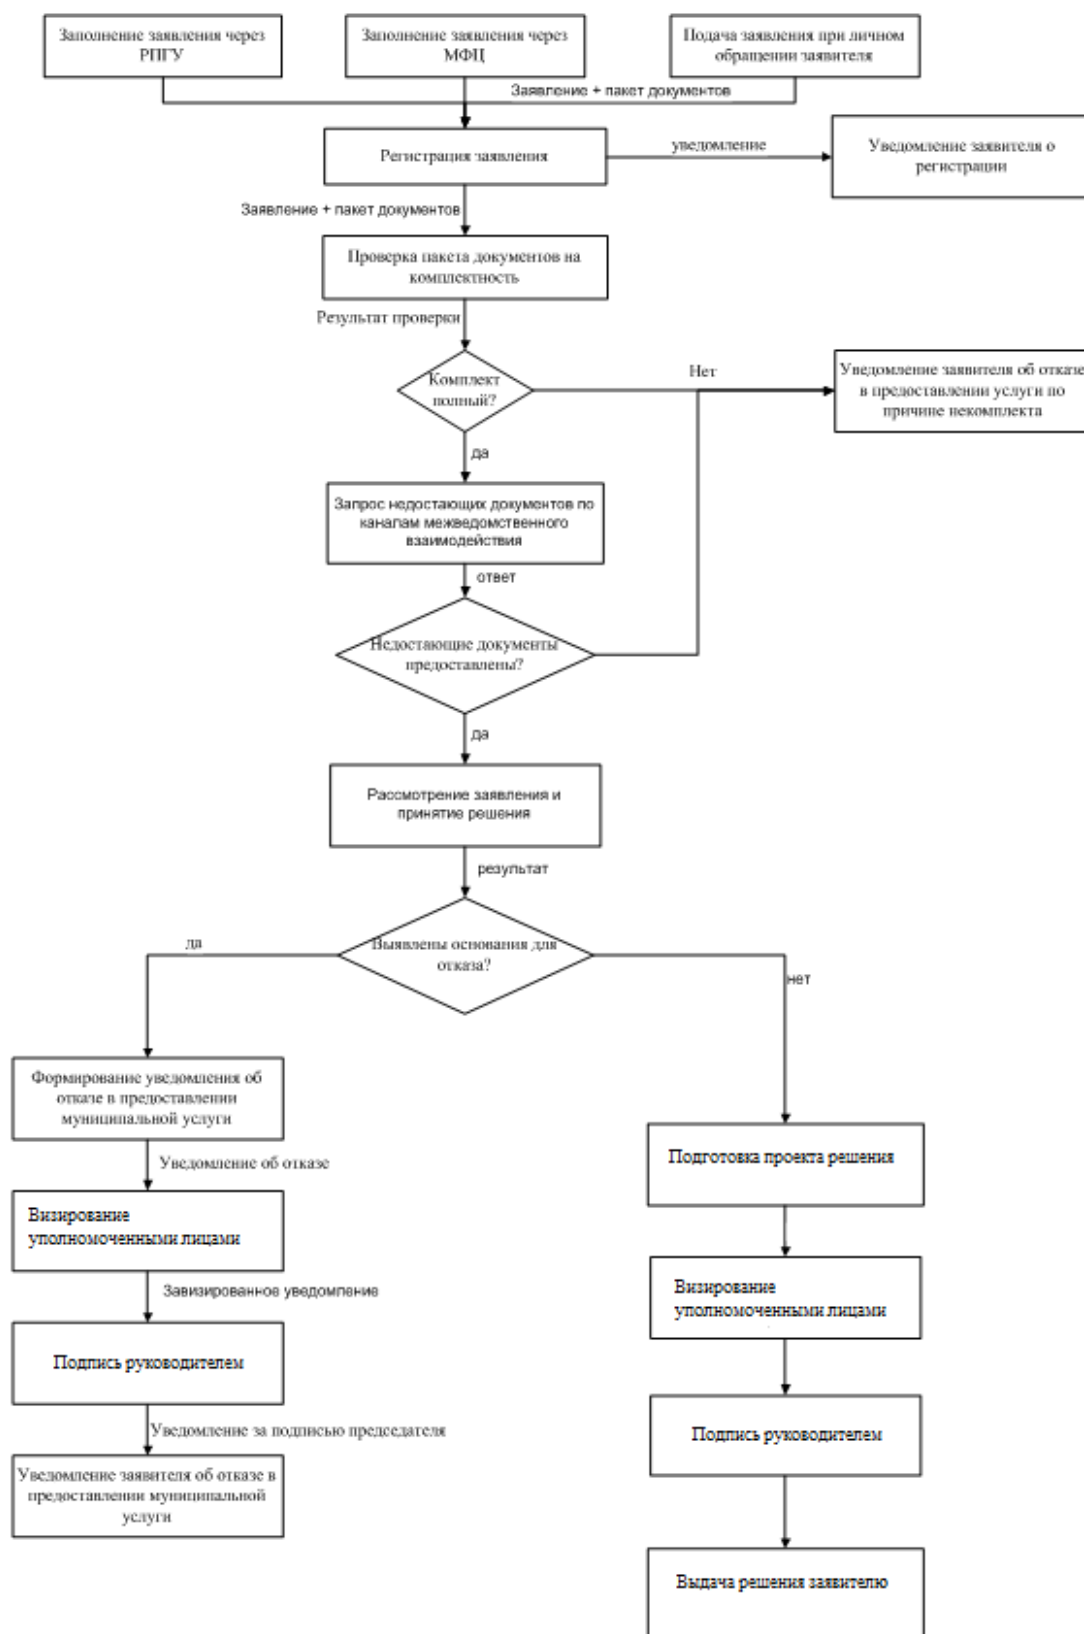 Заполнение заявления через
РПГУ
Заполнение заявления через
МФЦ
Подача заявления при личном
обращении заявителя
Заявление + пакет документов
Регистрация заявления
уведомление
Уведомление заявителя о
регистрации
Заявление + пакет документов
Проверка пакета документов на
комплектность
Результат проверки
Комплект
полный?
Нет
Уведомление заявителя об отказе
в предоставлении услуги по
причине некомплекта
да
Запрос недостающих документов по
каналам межведомственного
взаимодействия
ответ
Недостающие документы
предоставлены?
да
Рассмотрение заявления и
принятие решения
результат
Выявлены основания для
отказа?
да
нет
Формирование уведомления об
отказе в предоставлении
муниципальной услуги
Уведомление об отказе
Визирование
уполномоченными лицами
Завизированное уведомление
Подпись руководителем
Уведомление за подписью председателя
Уведомление заявителя об отказе в
предоставлении муниципальной
услуги
Подготовка проекта решения
Визирование
уполномоченными лицами
Подпись руководителем
Выдача решения заявителю